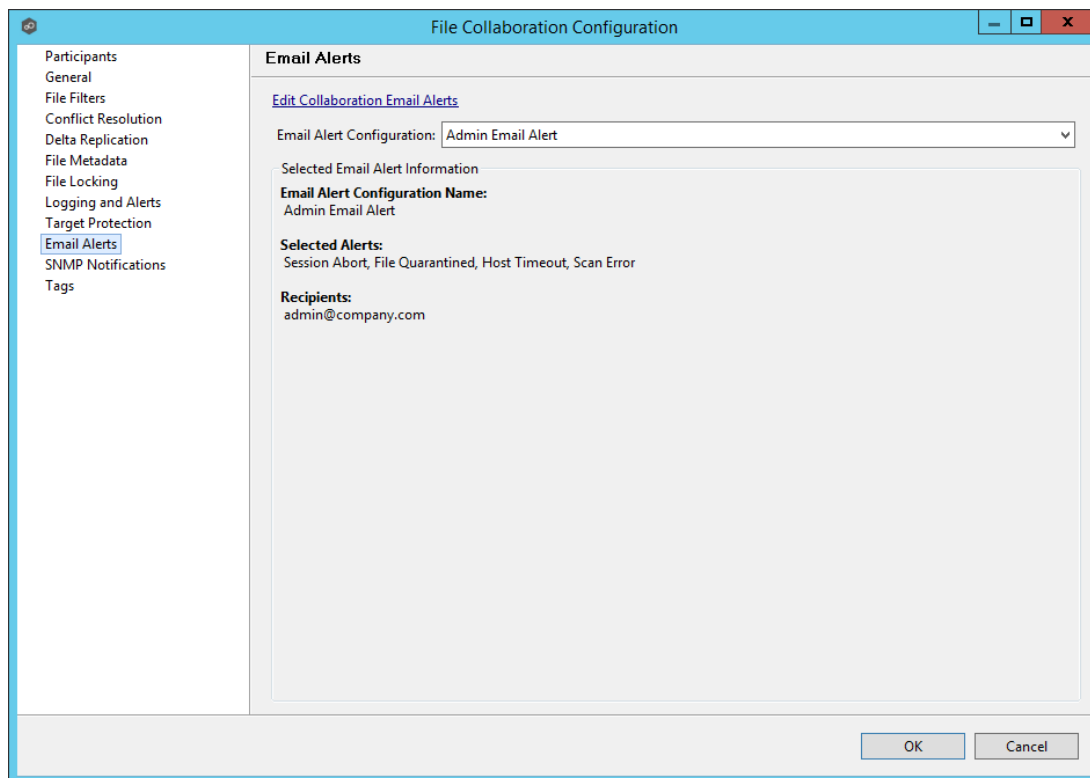 File Collaboration Configuration
Participants
General
File Filters
Conflict Resolution
Delta Replication
File Metadata
File Locking
Logging and Alerts
Target Protection
Email Alerts
SNMP Notifications
Tags
Email Alerts
Edit Collaboration Email Alerts
Email Alert Configuration: Admin Email Alert
Selected Email Alert Information
Email Alert Configuration Name:
Admin Email Alert
Selected Alerts:
Session Abort, File Quarantined, Host Timeout, Scan Error
Recipients:
admin@company.com
OK Cancel